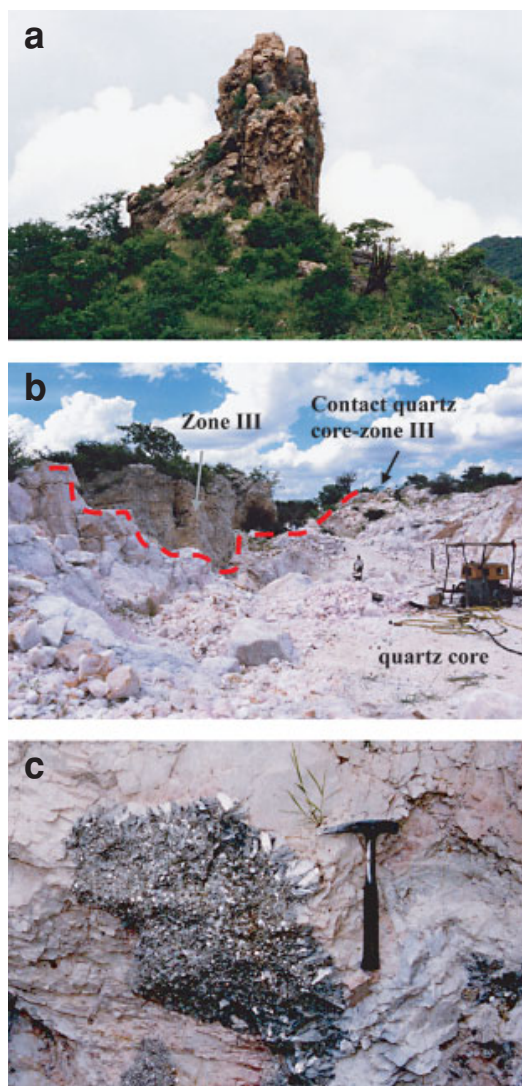 a
b
Zone III
Contact quartz
core-zone III
quartz core
c